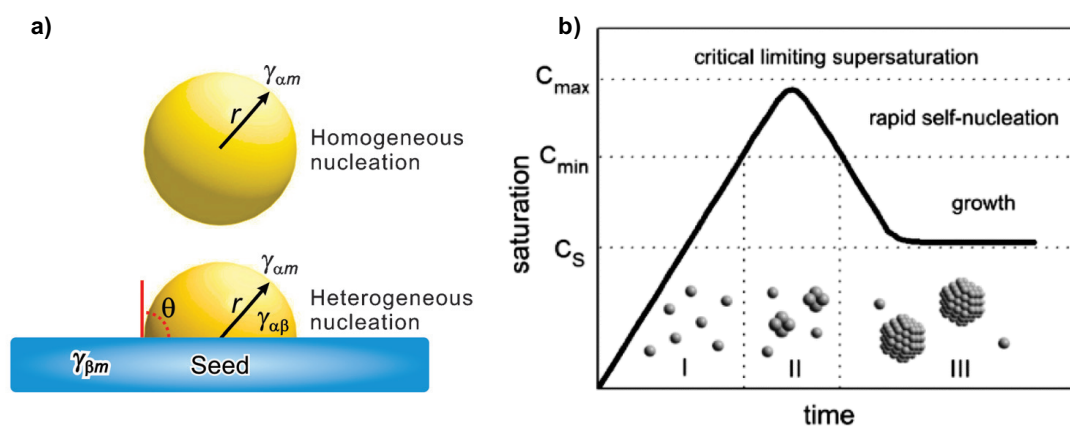 a)
γαm
r
Homogeneous
nucleation
γαm
θ
r
γαβ
Heterogeneous
nucleation
γβm
Seed
b)
critical limiting supersaturation
Cmax
rapid self-nucleation
Cmin
growth
CS
saturation
I
II
III
time